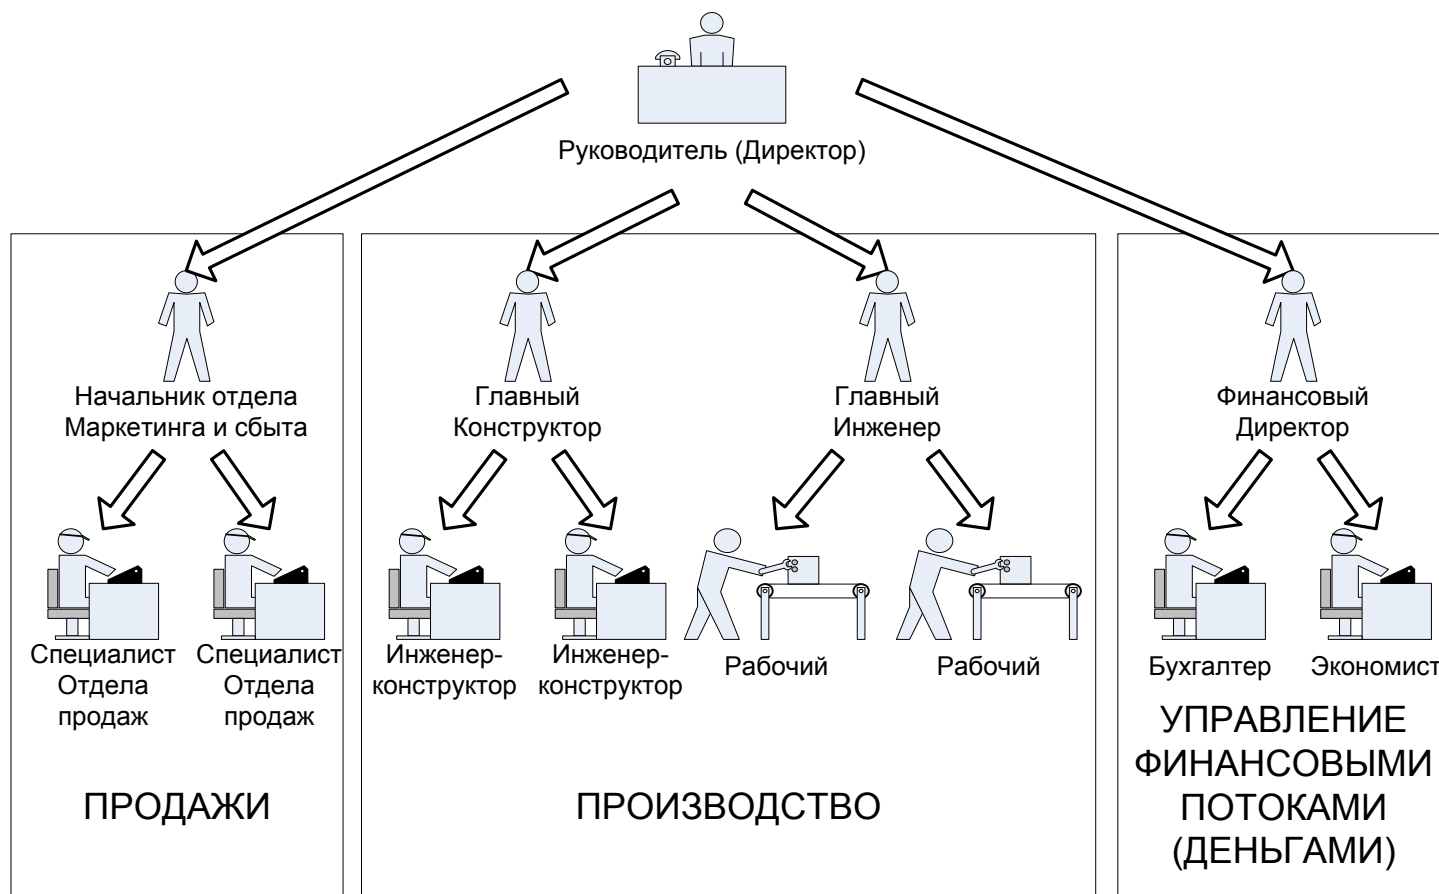 Руководитель (Директор)
Начальник отдела
Маркетинга и сбыта
Главный
Конструктор
Главный
Инженер
Финансовый
Директор
Специалист
Отдела
продаж
Специалист
Отдела
продаж
Инженер-
конструктор
Инженер-
конструктор
Рабочий
Рабочий
Бухгалтер
Экономист
ПРОДАЖИ
ПРОИЗВОДСТВО
УПРАВЛЕНИЕ
ФИНАНСОВЫМИ
ПОТОКАМИ
(ДЕНЬГАМИ)